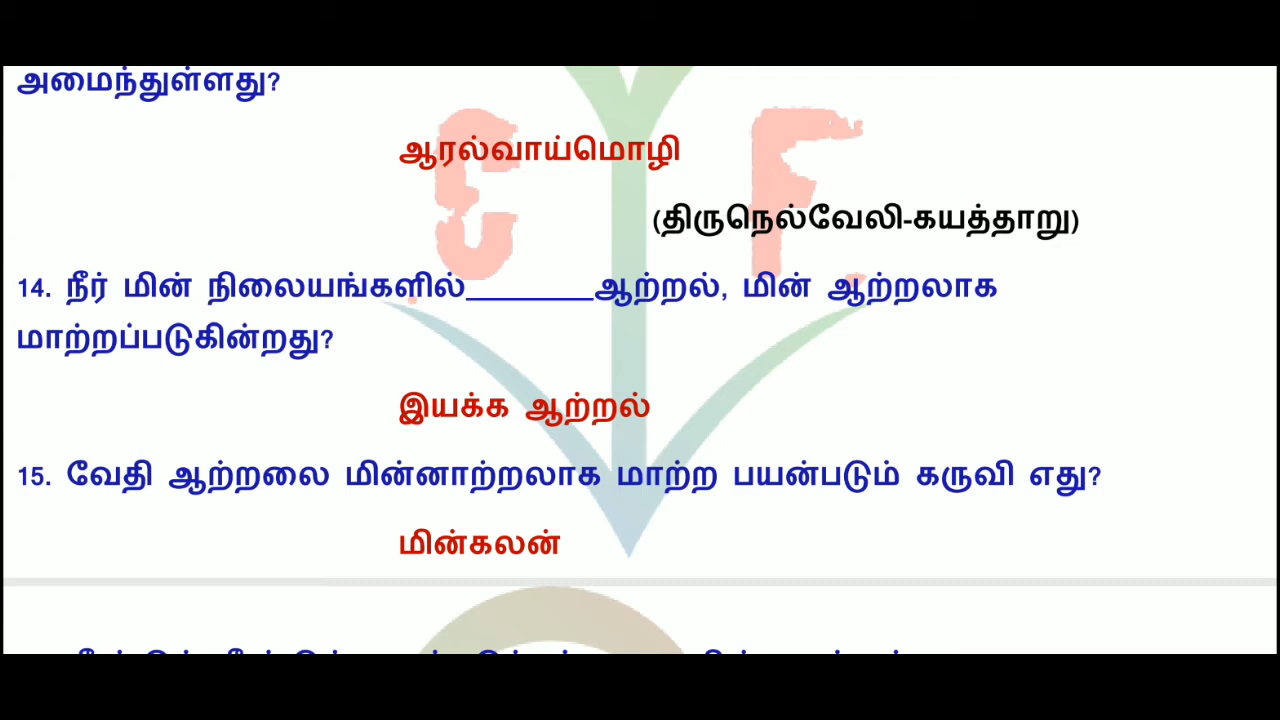 அமைந்துள்ளது?
ஆரல்வாய்மொழி
(திருநெல்வேலி-கயத்தாறு)
14. நீர் மின் நிலையங்களில்________ஆற்றல், மின் ஆற்றலாக
மாற்றப்படுகின்றது?
இயக்க ஆற்றல்
15. வேதி ஆற்றலை மின்னாற்றலாக மாற்ற பயன்படும் கருவி எது?
மின்கலன்